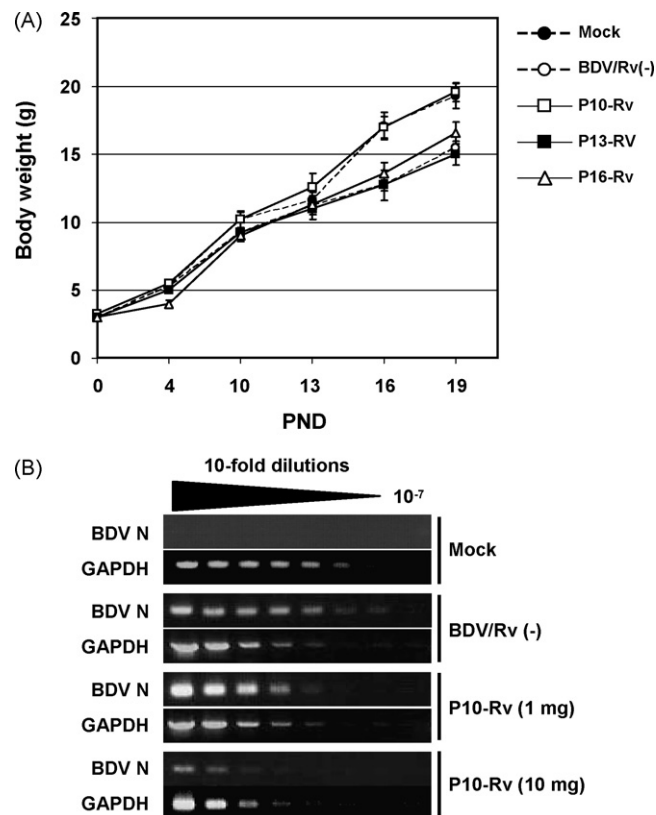 (A)
Body weight (g)
25
20
15
10
5
0
0 4 10 13 16 19
PND
Mock
BDV/Rv(-)
P10-Rv
P13-RV
P16-Rv
(B)
10-fold dilutions
10⁻⁷
BDV N
GAPDH
Mock
BDV N
GAPDH
BDV/Rv (-)
BDV N
GAPDH
P10-Rv (1 mg)
BDV N
GAPDH
P10-Rv (10 mg)